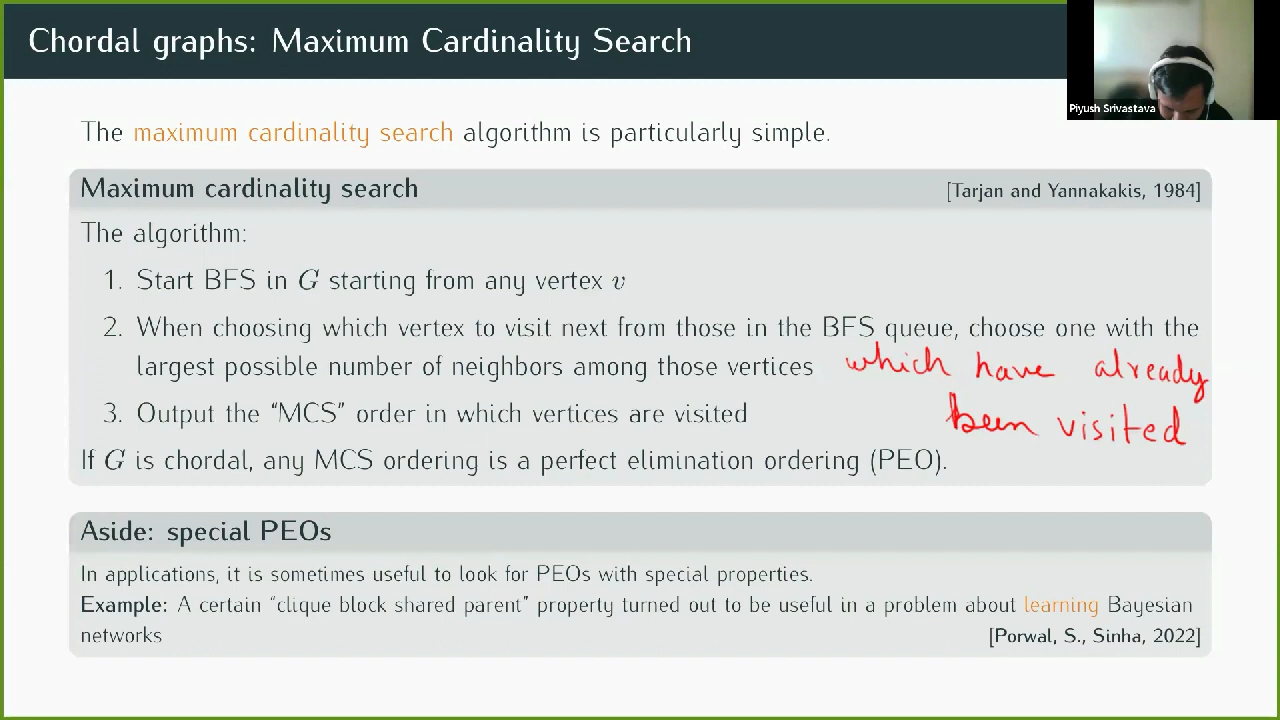 Chordal graphs: Maximum Cardinality Search
Piyush Srivastava
The maximum cardinality search algorithm is particularly simple.
Maximum cardinality search [Tarjan and Yannakakis, 1984]
The algorithm:
1. Start BFS in G starting from any vertex v
2. When choosing which vertex to visit next from those in the BFS queue, choose one with the
largest possible number of neighbors among those vertices which have already
been visited
3. Output the “MCS” order in which vertices are visited
If G is chordal, any MCS ordering is a perfect elimination ordering (PEO).
Aside: special PEOs
In applications, it is sometimes useful to look for PEOs with special properties.
Example: A certain “clique block shared parent” property turned out to be useful in a problem about learning Bayesian
networks [Porwal, S., Sinha, 2022]